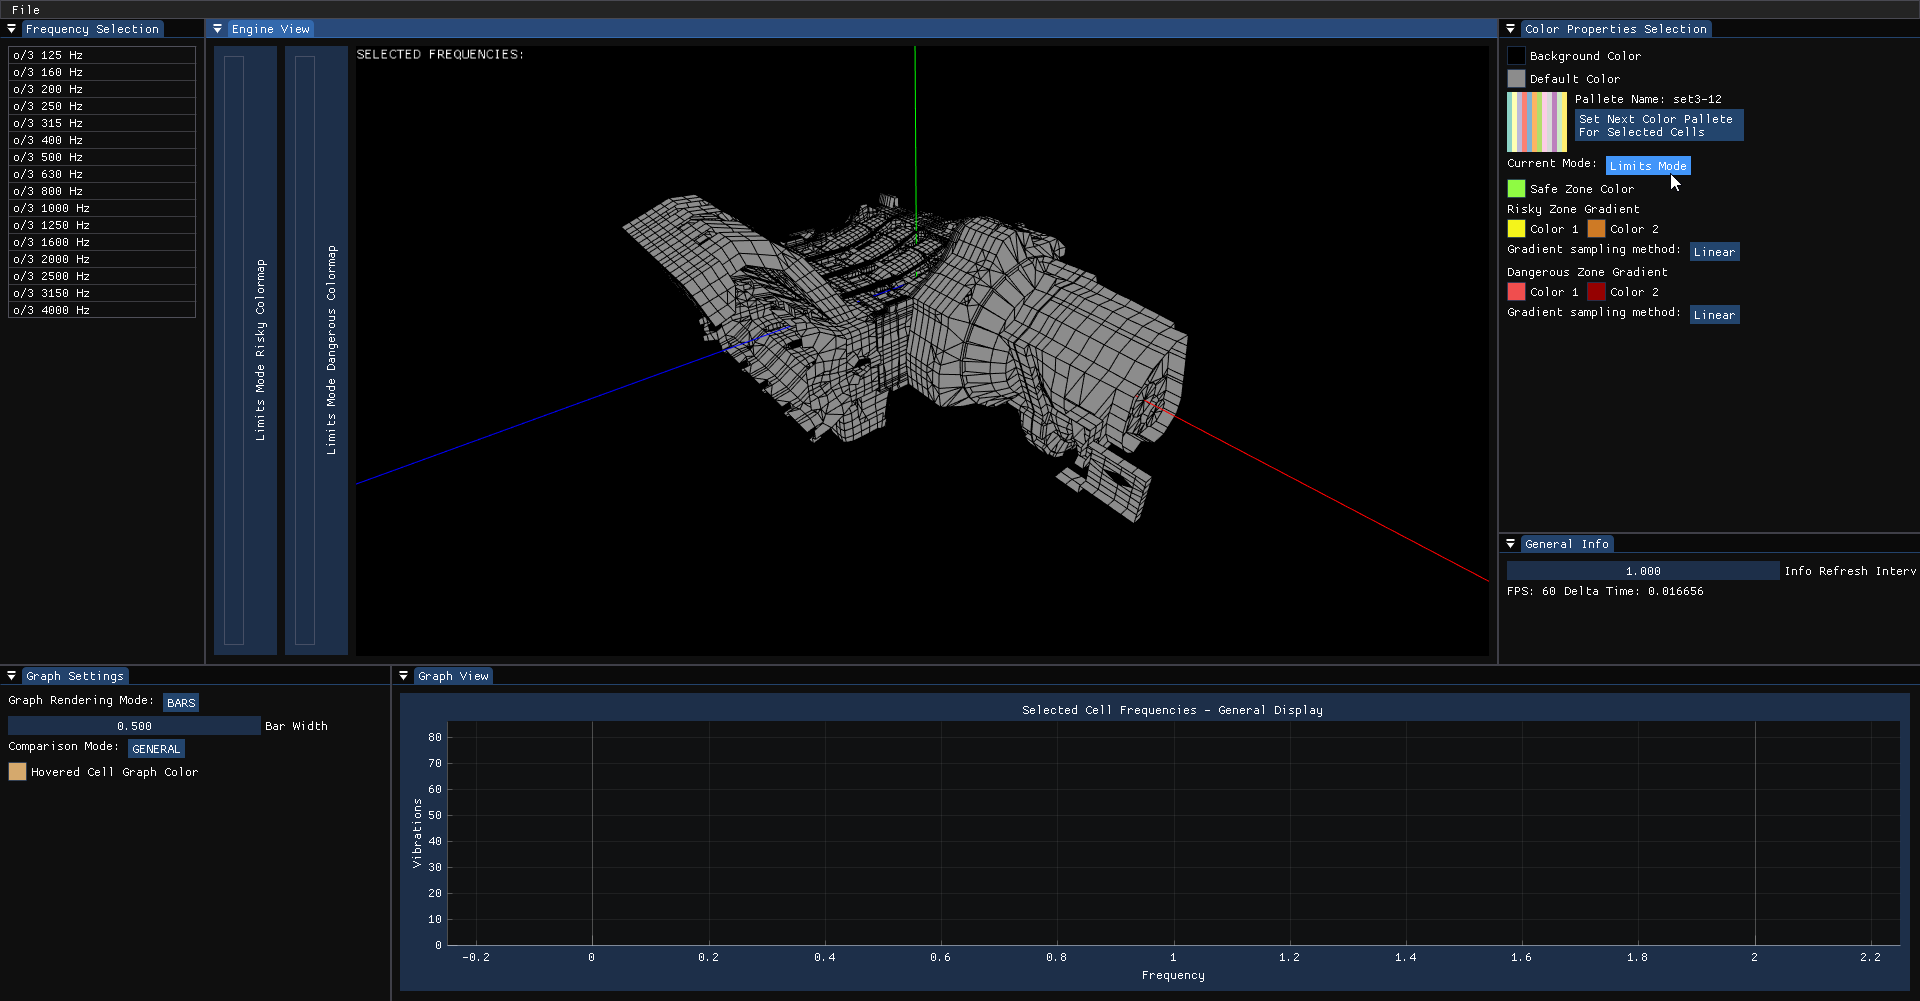 File
Frequency Selection
o/3 125 Hz
o/3 160 Hz
o/3 200 Hz
o/3 250 Hz
o/3 315 Hz
o/3 400 Hz
o/3 500 Hz
o/3 630 Hz
o/3 800 Hz
o/3 1000 Hz
o/3 1250 Hz
o/3 1600 Hz
o/3 2000 Hz
o/3 2500 Hz
o/3 3150 Hz
o/3 4000 Hz
Engine View
Limits Mode Risky Colormap
Limits Mode Dangerous Colormap
SELECTED FREQUENCIES:
Color Properties Selection
Background Color
Default Color
Pallete Name: set3-12
Set Next Color Pallete
For Selected Cells
Current Mode: Limits Mode
Safe Zone Color
Risky Zone Gradient
Color 1 Color 2
Gradient sampling method: Linear
Dangerous Zone Gradient
Color 1 Color 2
Gradient sampling method: Linear
General Info
1.000 Info Refresh Interv
FPS: 60 Delta Time: 0.016656
Graph Settings
Graph Rendering Mode: BARS
0.500 Bar Width
Comparison Mode: GENERAL
Hovered Cell Graph Color
Graph View
Selected Cell Frequencies - General Display
Vibrations
80
70
60
50
40
30
20
10
0
-0.2 0 0.2 0.4 0.6 0.8 1 1.2 1.4 1.6 1.8 2 2.2
Frequency